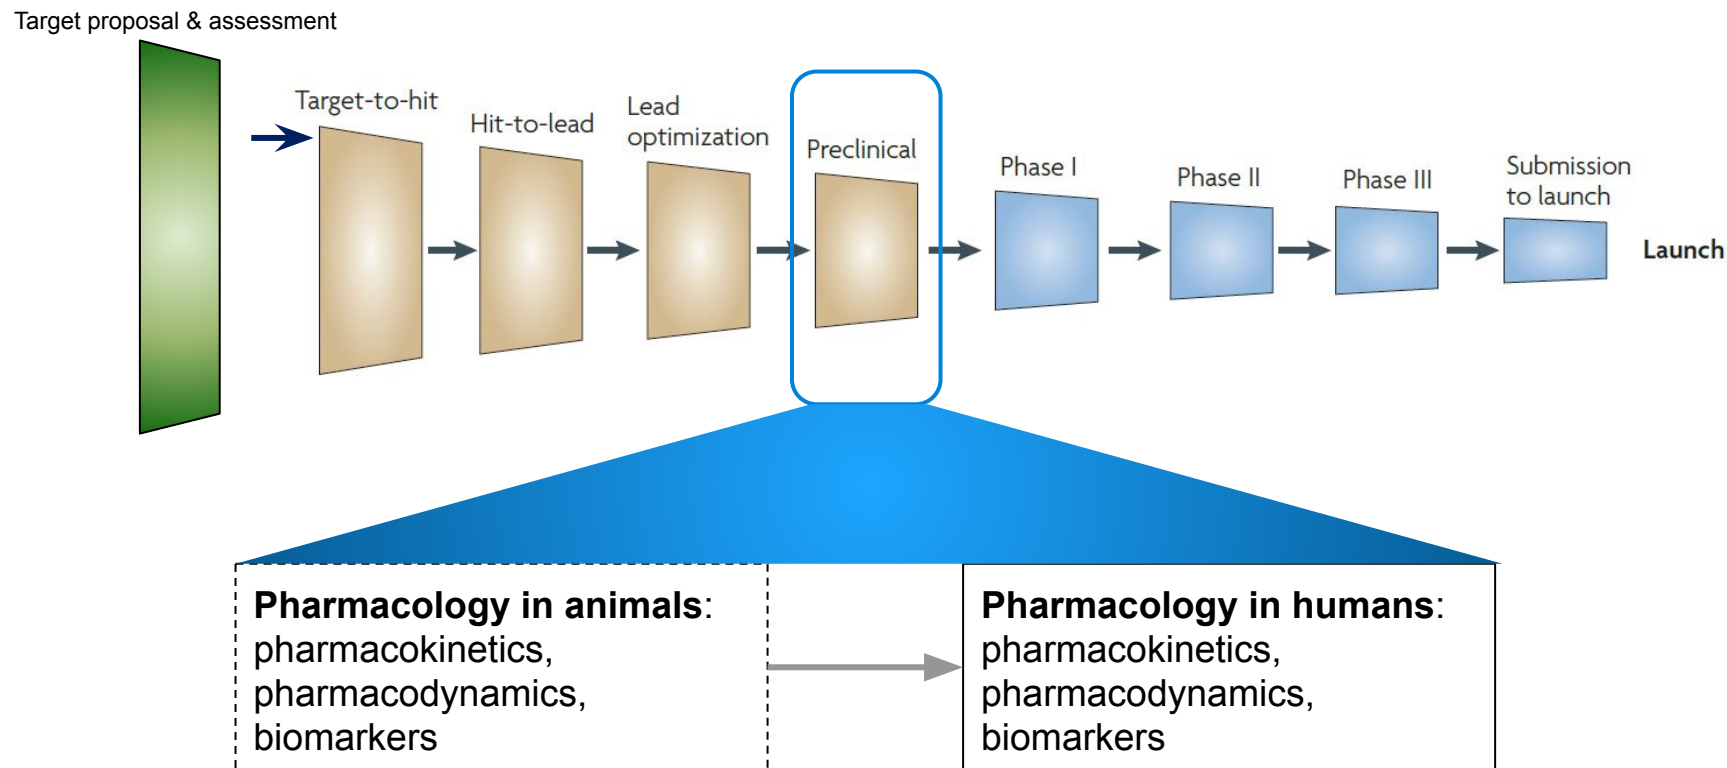 Target proposal & assessment
Target-to-hit
Hit-to-lead
Lead
optimization
Preclinical
Phase I
Phase II
Phase III
Submission
to launch
Launch
Pharmacology in animals:
pharmacokinetics,
pharmacodynamics,
biomarkers
Pharmacology in humans:
pharmacokinetics,
pharmacodynamics,
biomarkers